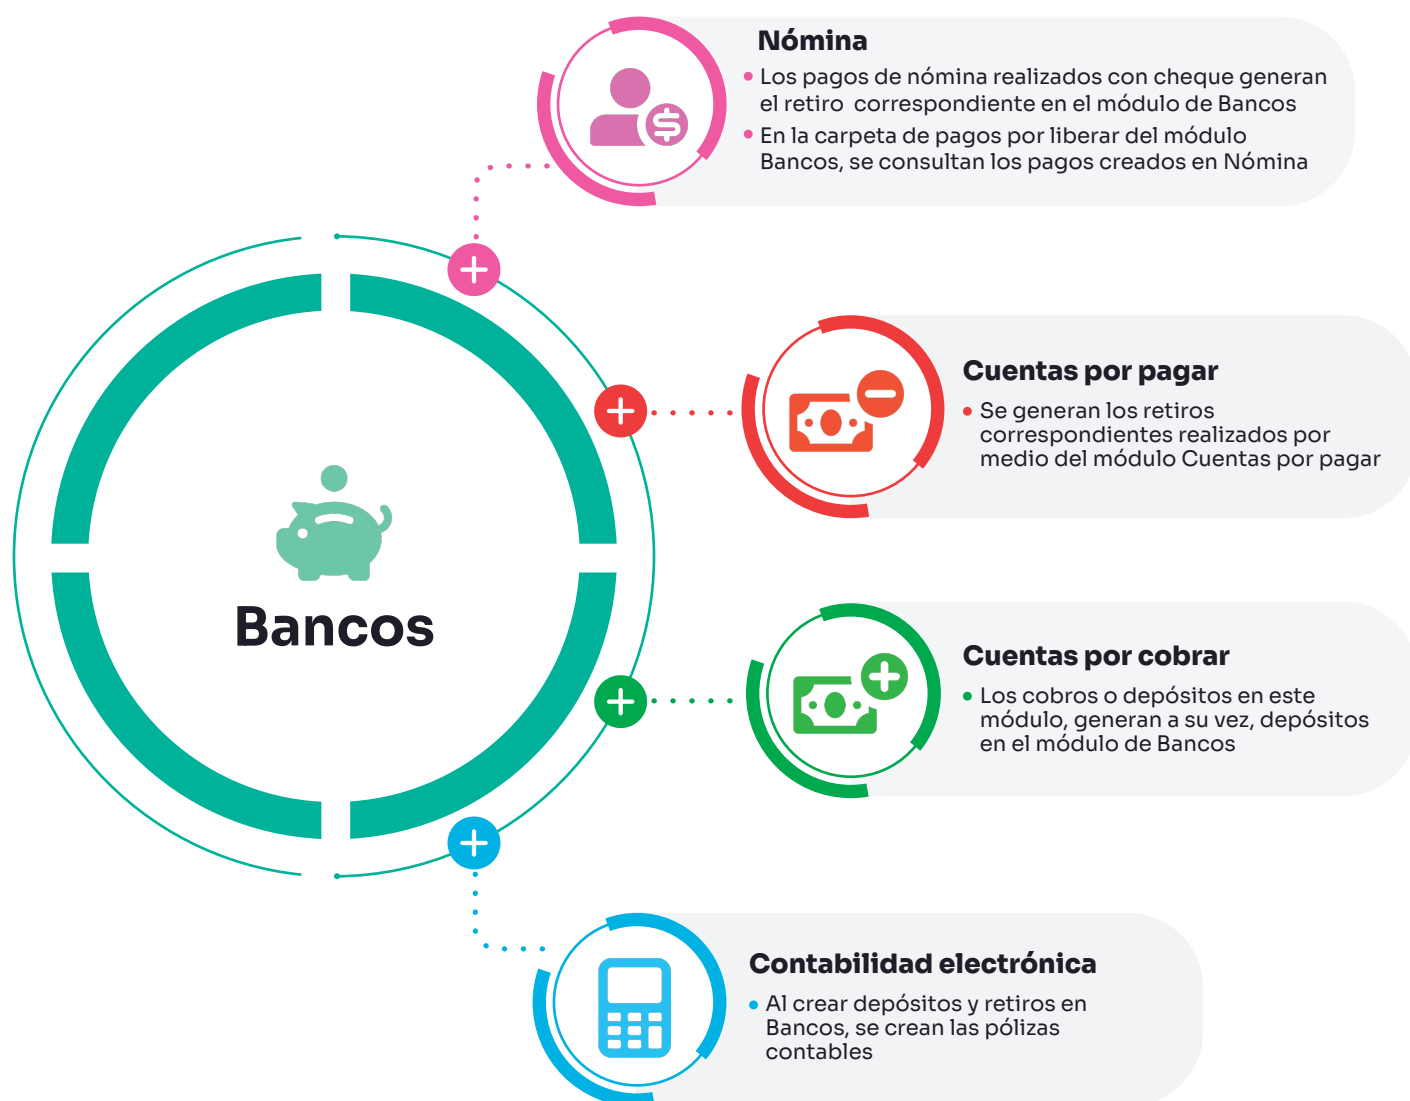 Nómina
Los pagos de nómina realizados con cheque generan
el retiro correspondiente en el módulo de Bancos
En la carpeta de pagos por liberar del módulo
Bancos, se consultan los pagos creados en Nómina
Cuentas por pagar
Se generan los retiros
correspondientes realizados por
medio del módulo Cuentas por pagar
Bancos
Cuentas por cobrar
Los cobros o depósitos en este
módulo, generan a su vez, depósitos
en el módulo de Bancos
Contabilidad electrónica
Al crear depósitos y retiros en
Bancos, se crean las pólizas
contables